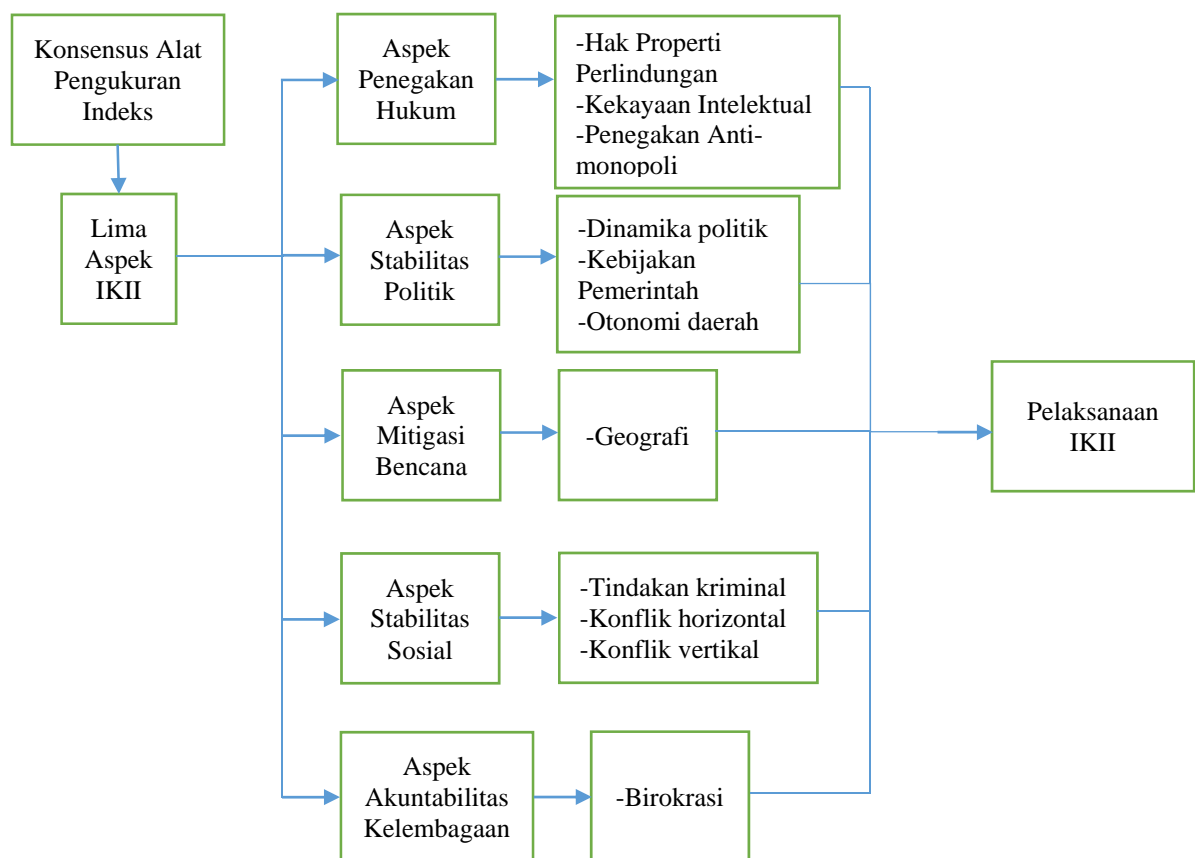 Konsensus Alat
Pengukuran
Indeks
Lima
Aspek
IKII
Aspek
Penegakan
Hukum
-Hak Properti
Perlindungan
-Kekayaan Intelektual
-Penegakan Anti-
monopoli
Aspek
Stabilitas
Politik
-Dinamika politik
-Kebijakan
Pemerintah
-Otonomi daerah
Aspek
Mitigasi
Bencana
-Geografi
Aspek
Stabilitas
Sosial
-Tindakan kriminal
-Konflik horizontal
-Konflik vertikal
Aspek
Akuntabilitas
Kelembagaan
-Birokrasi
Pelaksanaan
IKII